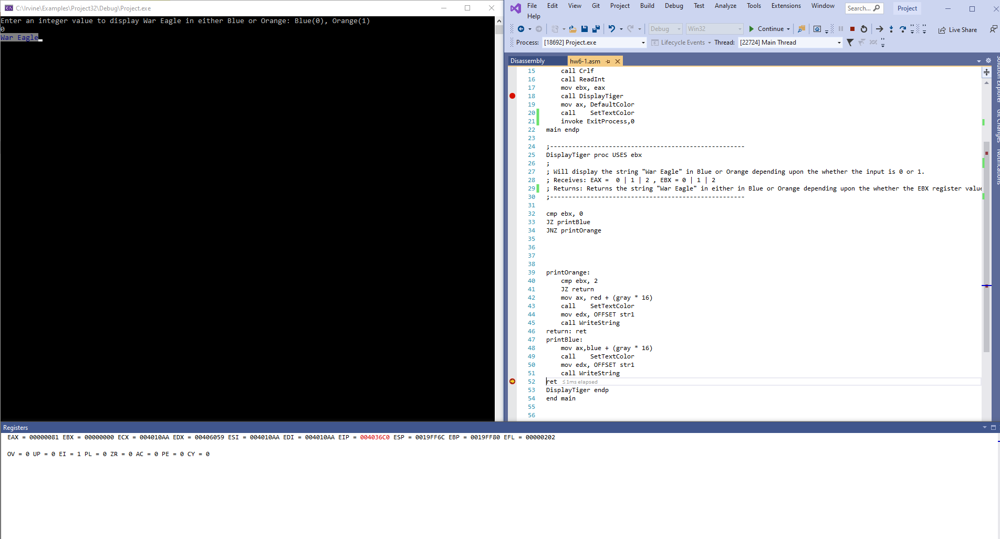 C:\Irvine\Examples\Project32\Debug\Project.exe
Enter an integer value to display War Eagle in either Blue or Orange: Blue(0), Orange(1)
0
War Eagle
File Edit View Git Project Build Debug Test Analyze Tools Extensions Window Search... Project
Help
Debug Win32 Continue Live Share
Process: [18692] Project.exe Lifecycle Events Thread: [22724] Main Thread
Disassembly hw6-1.asm
15 call Crlf
16 call ReadInt
17 mov ebx, eax
18 call DisplayTiger
19 mov ax, DefaultColor
20 call    SetTextColor
21 invoke ExitProcess,0
22 main endp
23
24 ;-----------------------------------------------------
25 DisplayTiger proc USES ebx
26 ;
27 ; Will display the string "War Eagle" in Blue or Orange depending upon the whether the input is 0 or 1.
28 ; Receives: EAX =  0 | 1 | 2 , EBX = 0 | 1 | 2
29 ; Returns: Returns the string "War Eagle" in either in Blue or Orange depending upon the whether the EBX register value
30 ;-----------------------------------------------------
31
32 cmp ebx, 0
33 JZ printBlue
34 JNZ printOrange
35
36
37
38
39 printOrange:
40 cmp ebx, 2
41 JZ return
42 mov ax, red + (gray * 16)
43 call    SetTextColor
44 mov edx, OFFSET str1
45 call WriteString
46 return: ret
47 printBlue:
48 mov ax,blue + (gray * 16)
49 call    SetTextColor
50 mov edx, OFFSET str1
51 call WriteString
52 ret ≤1ms elapsed
53 DisplayTiger endp
54 end main
55
56
Solution Explorer
Git Changes
Notifications
Registers
EAX = 00000081 EBX = 00000000 ECX = 004010AA EDX = 00406059 ESI = 004010AA EDI = 004010AA EIP = 004036C0 ESP = 0019FF6C EBP = 0019FF80 EFL = 00000202
OV = 0 UP = 0 EI = 1 PL = 0 ZR = 0 AC = 0 PE = 0 CY = 0